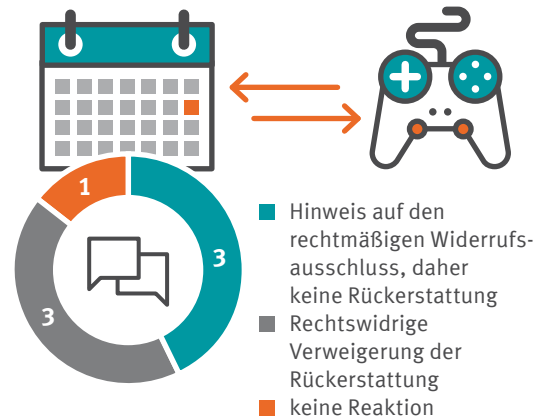 1
3
3
Hinweis auf den
rechtmäßigen Widerrufs-
ausschluss, daher
keine Rückerstattung
Rechtswidrige
Verweigerung der
Rückerstattung
keine Reaktion